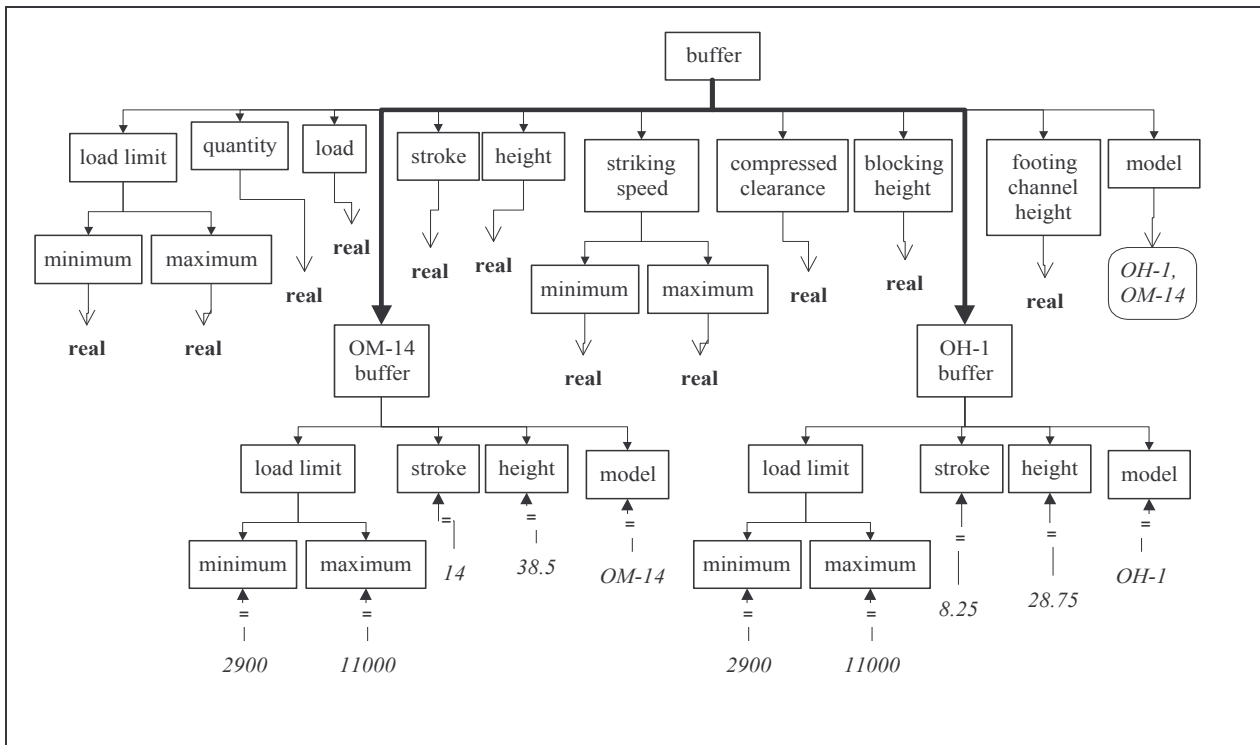 buffer
load limit
quantity
load
stroke
height
striking
speed
compressed
clearance
blocking
height
footing
channel
height
model
minimum
maximum
real
real
real
real
real
real
minimum
maximum
real
real
real
real
real
real
OH-1,
OM-14
OM-14
buffer
OH-1
buffer
load limit
stroke
height
model
minimum
maximum
=
14
=
38.5
=
OM-14
=
2900
=
11000
load limit
stroke
height
model
minimum
maximum
=
8.25
=
28.75
=
OH-1
=
2900
=
11000